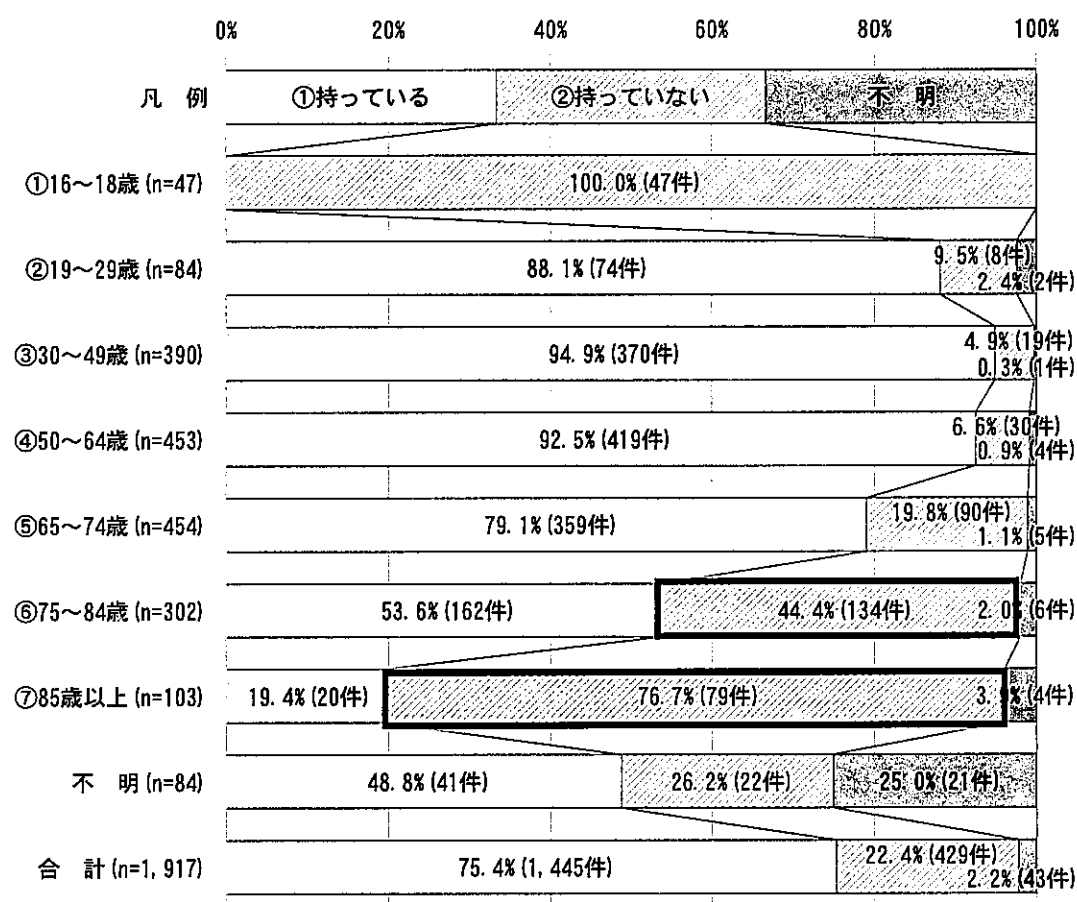 0% 20% 40% 60% 80% 100%
凡 例 ①持っている ②持っていない 不 明
①16～18歳(n=47) 100.0%(47件)
②19～29歳(n=84) 88.1%(74件) 9.5%(8件)
2.4%(2件)
③30～49歳(n=390) 94.9%(370件) 4.9%(19件)
0.3%(1件)
④50～64歳(n=453) 92.5%(419件) 6.6%(30件)
0.9%(4件)
⑤65～74歳(n=454) 79.1%(359件) 19.8%(90件)
1.1%(5件)
⑥75～84歳(n=302) 53.6%(162件) 44.4%(134件) 2.0%(6件)
⑦85歳以上(n=103) 19.4%(20件) 76.7%(79件) 3.9%(4件)
不 明(n=84) 48.8%(41件) 26.2%(22件) 25.0%(21件)
合 計(n=1,917) 75.4%(1,445件) 22.4%(429件)
2.2%(43件)